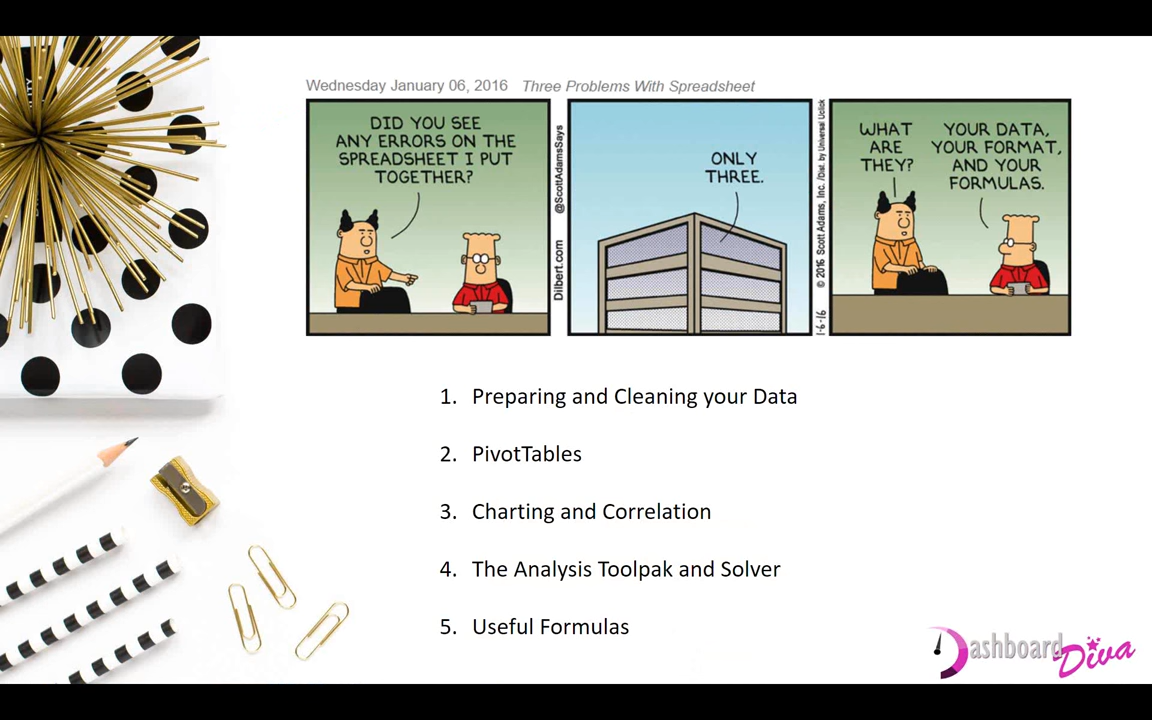 Wednesday January 06, 2016 Three Problems With Spreadsheet
DID YOU SEE
ANY ERRORS ON THE
SPREADSHEET I PUT
TOGETHER?
@ScottAdamsSays
Dilbert.com
ONLY
THREE.
© 2016 Scott Adams, Inc. /Dist. by Universal Uclick
1-6-16
WHAT
ARE
THEY?
YOUR DATA,
YOUR FORMAT,
AND YOUR
FORMULAS.
1. Preparing and Cleaning your Data
2. PivotTables
3. Charting and Correlation
4. The Analysis Toolpak and Solver
5. Useful Formulas
Dashboard
Diva